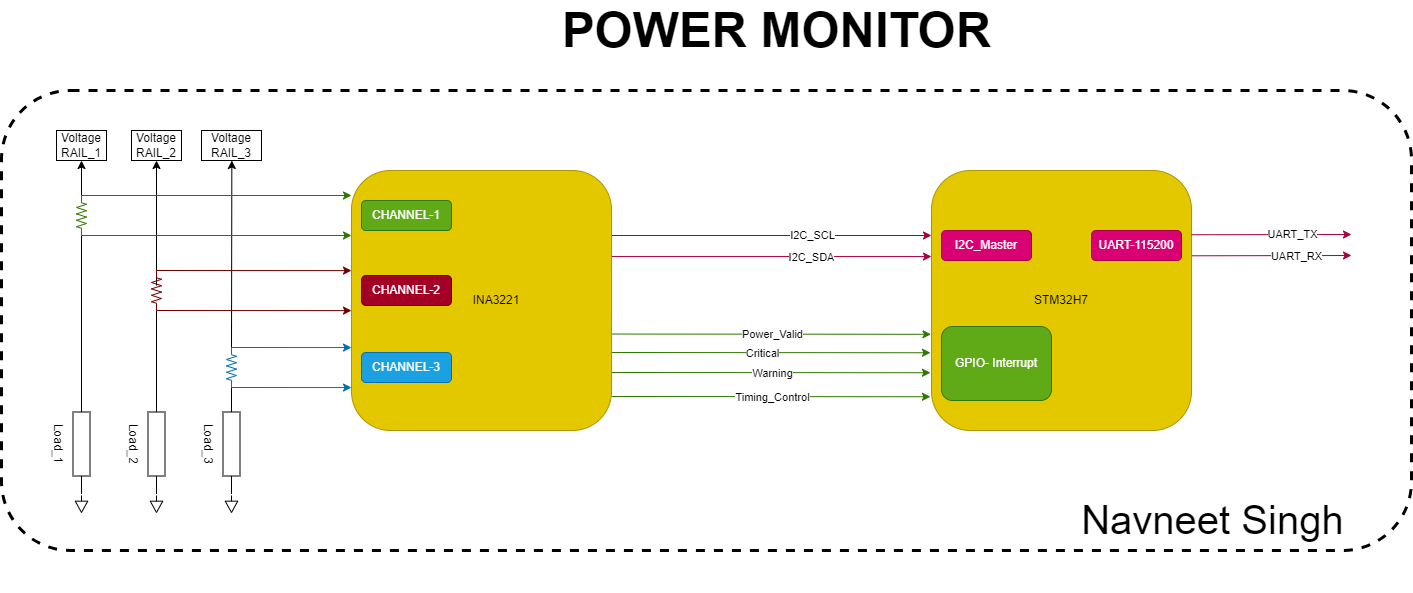 POWER MONITOR
Voltage
RAIL_1
Voltage
RAIL_2
Voltage
RAIL_3
CHANNEL-1
CHANNEL-2
CHANNEL-3
INA3221
I2C_SCL
I2C_SDA
Power_Valid
Critical
Warning
Timing_Control
I2C_Master
UART-115200
STM32H7
GPIO- Interrupt
UART_TX
UART_RX
Load_1
Load_2
Load_3
Navneet Singh